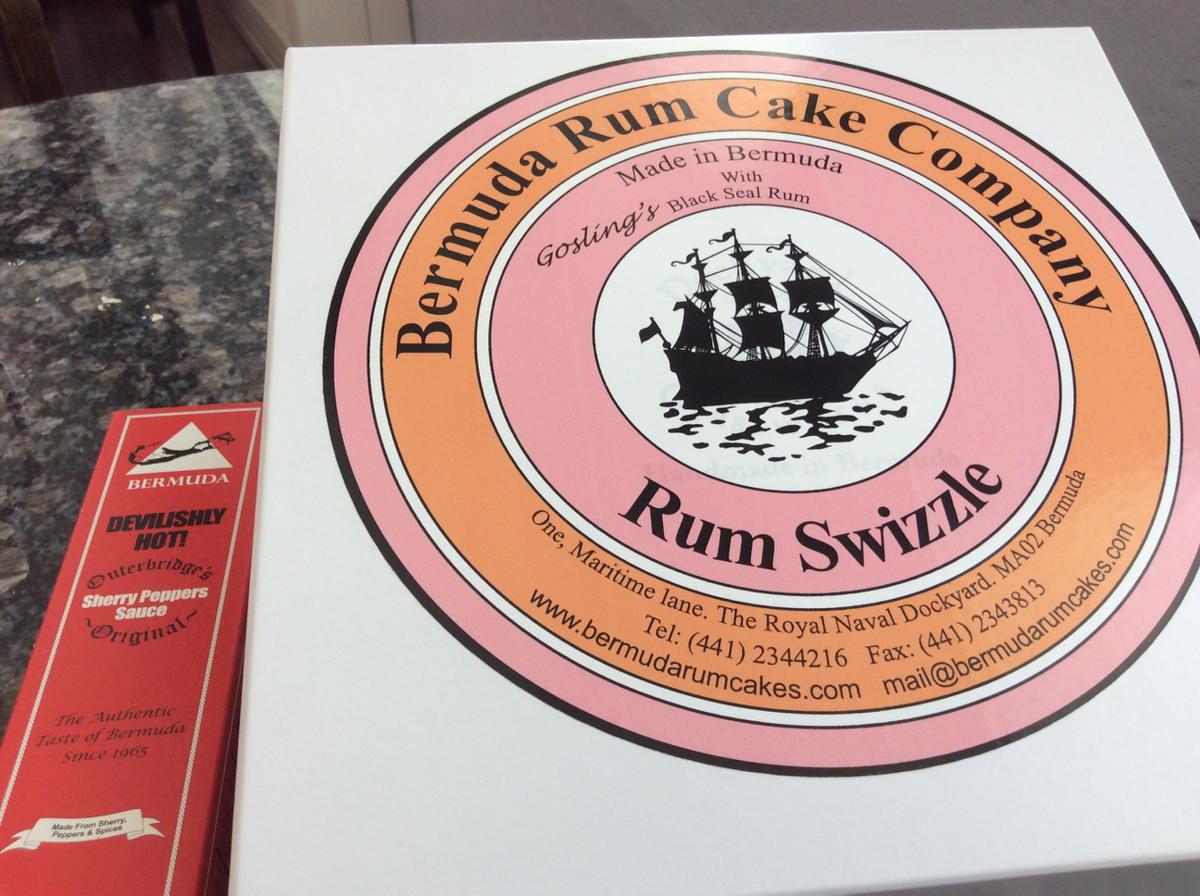 Bermuda Rum Cake Company
Made in Bermuda
With
Gosling's Black Seal Rum
Rum Swizzle
One, Maritime lane. The Royal Naval Dockyard. MA02 Bermuda
Tel: (441) 2344216 Fax: (441) 2343813
www.bermudarumcakes.com mail@bermudarumcakes.com
BERMUDA
DEVILISHLY
HOT!
Outerbridge's
Sherry Peppers
Sauce
~Original~
The Authentic
Taste of Bermuda
Since 1965
Made From Sherry,
Peppers & Spices